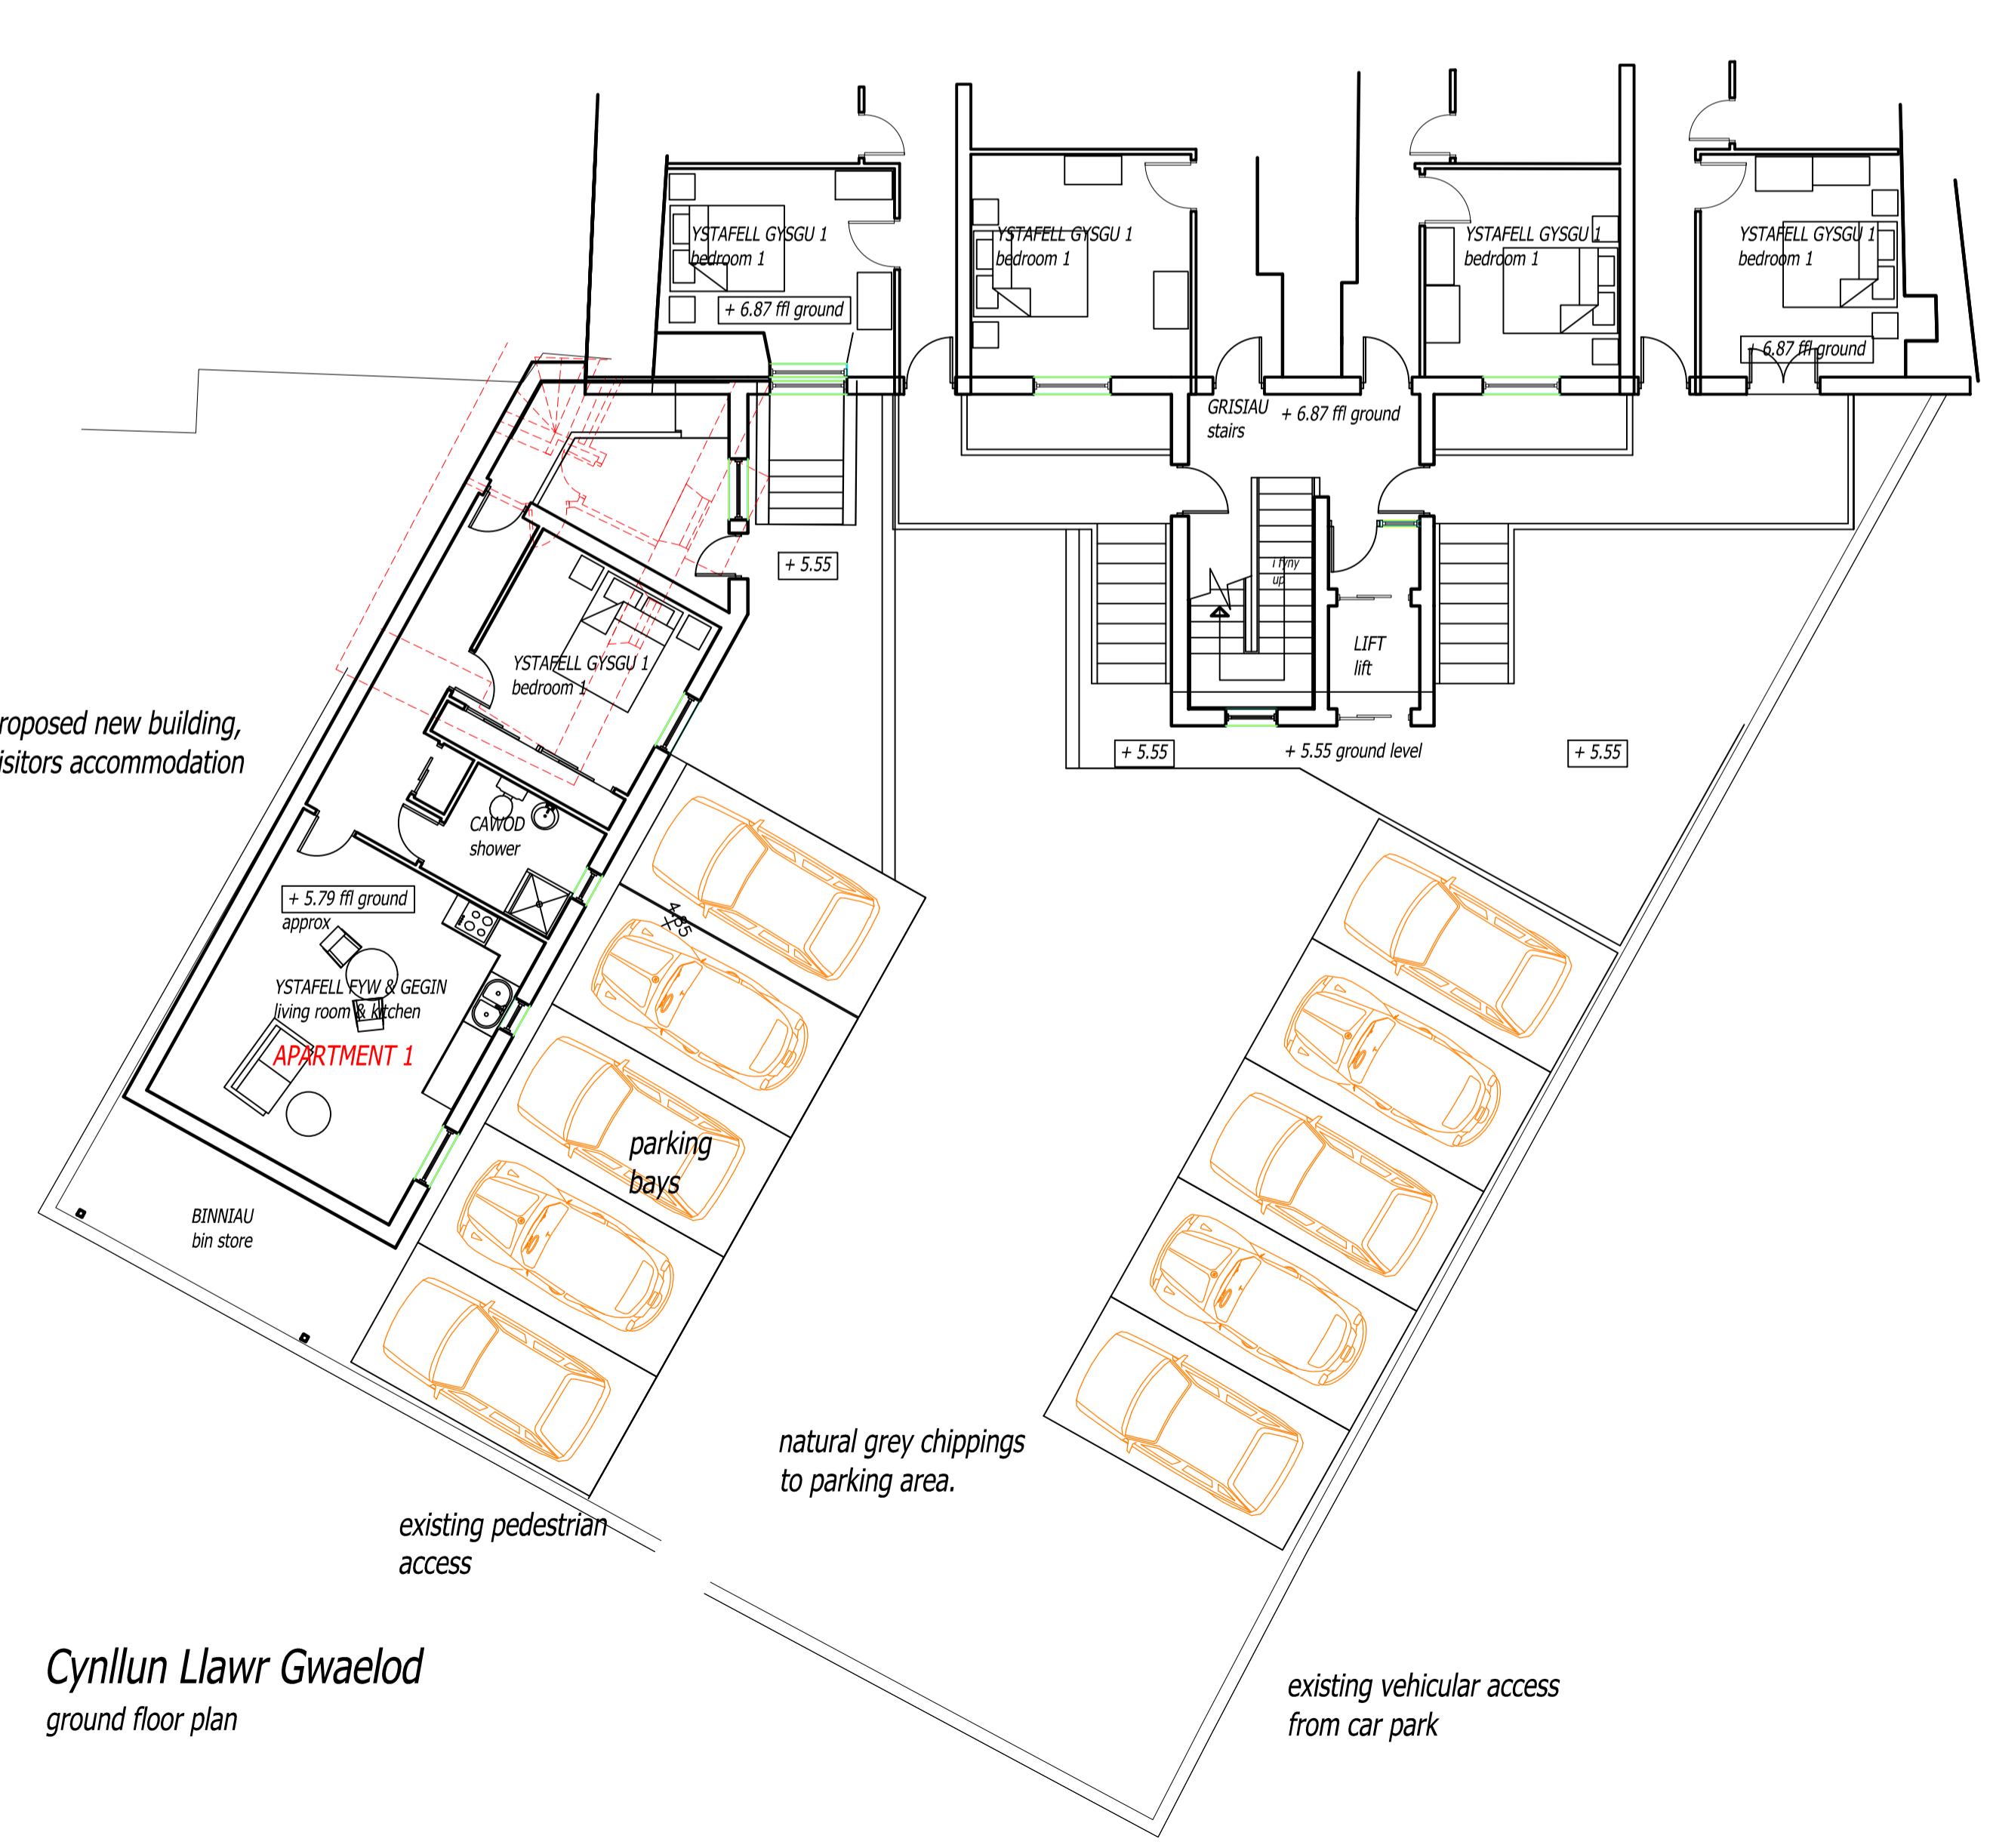 YSTAFELL GYSGU 1
bedroom 1
+ 6.87 ffl ground
YSTAFELL GYSGU 1
bedroom 1
YSTAFELL GYSGU 1
bedroom 1
YSTAFELL GYSGU 1
bedroom 1
+ 6.87 ffl ground
GRISIAU
stairs
+ 6.87 ffl ground
+ 5.55
i fyny
up
LIFT
lift
YSTAFELL GYSGU 1
bedroom 1
roposed new building,
isitors accommodation
+ 5.55
+ 5.55 ground level
+ 5.55
CAWOD
shower
+ 5.79 ffl ground
approx
4.85
YSTAFELL FYW & GEGIN
living room & kitchen
APARTMENT 1
parking
bays
BINNIAU
bin store
natural grey chippings
to parking area.
existing pedestrian
access
Cynllun Llawr Gwaelod
ground floor plan
existing vehicular access
from car park